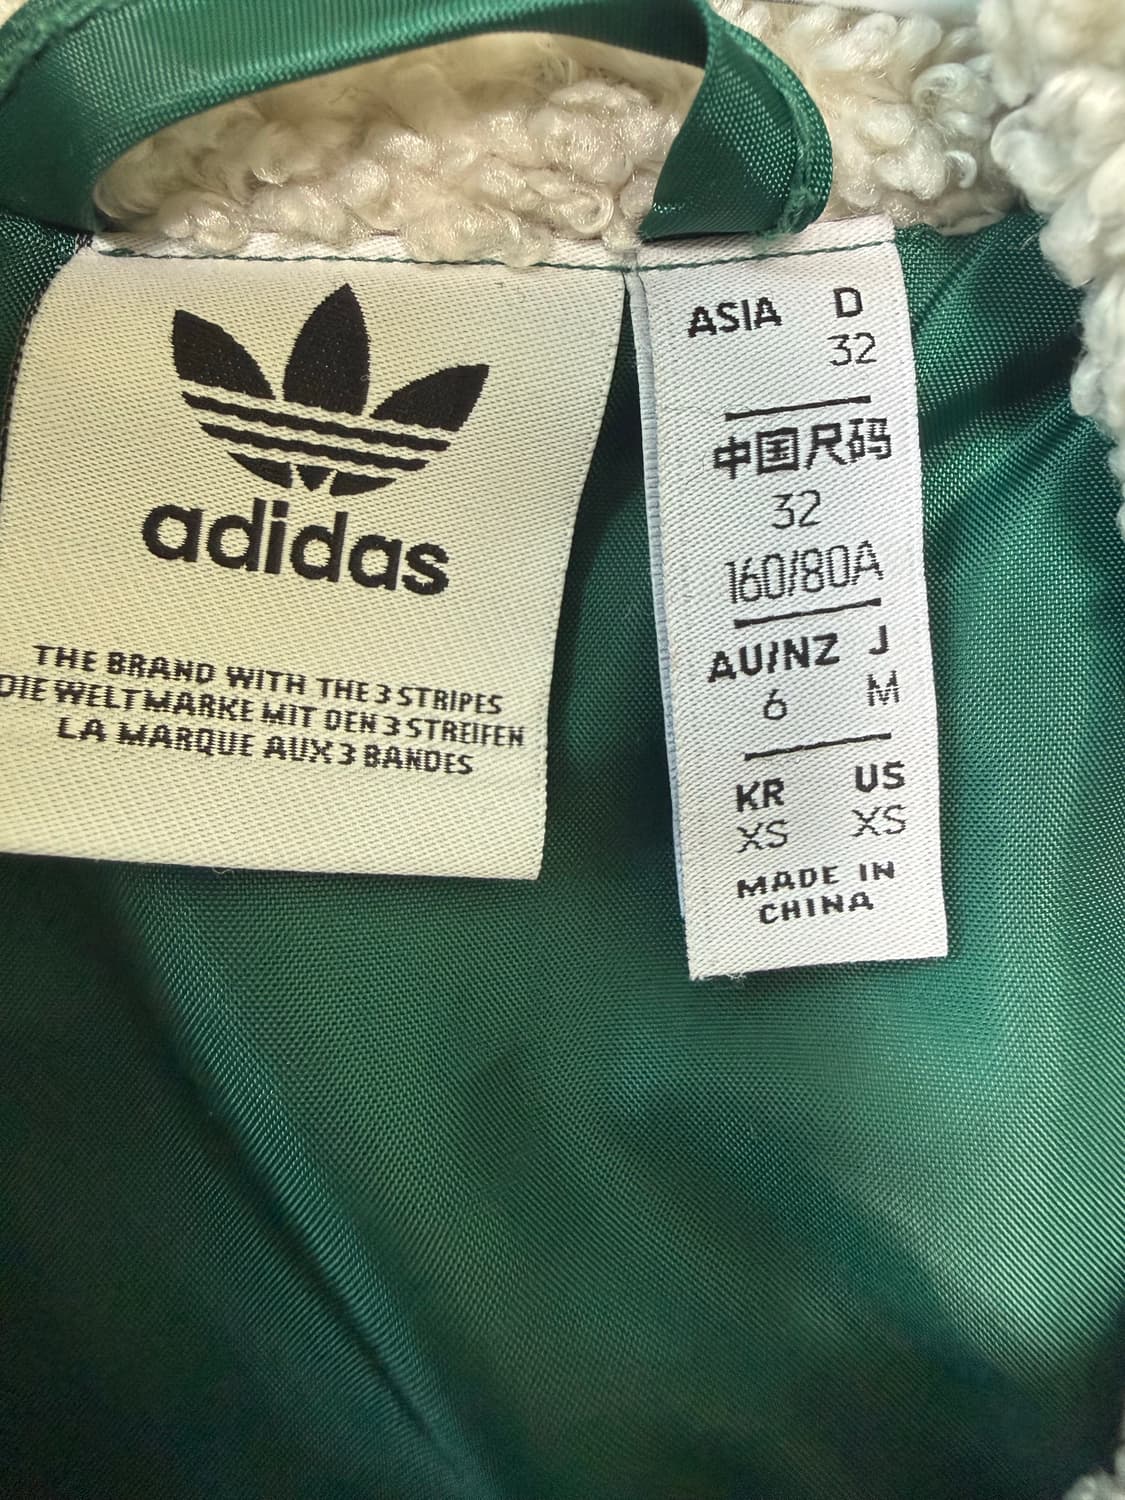 adidas
THE BRAND WITH THE 3 STRIPES
DIE WELTMARKE MIT DEN 3 STREIFEN
LA MARQUE AUX 3 BANDES
ASIA D
32
中国尺码
32
160/80A
AU/NZ J
6 M
KR US
XS XS
MADE IN
CHINA